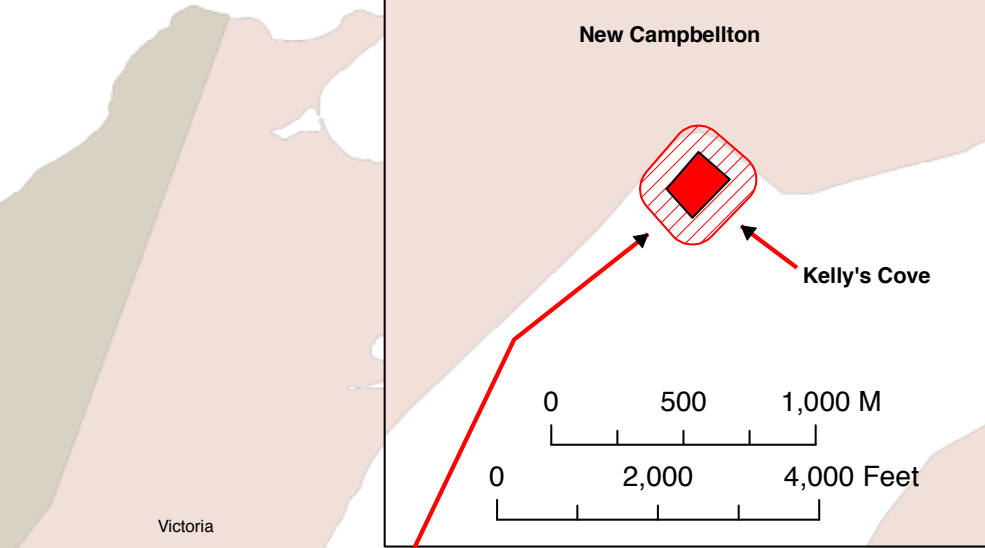 New Campbellton
Kelly's Cove
0 500 1,000 M
0 2,000 4,000 Feet
Victoria